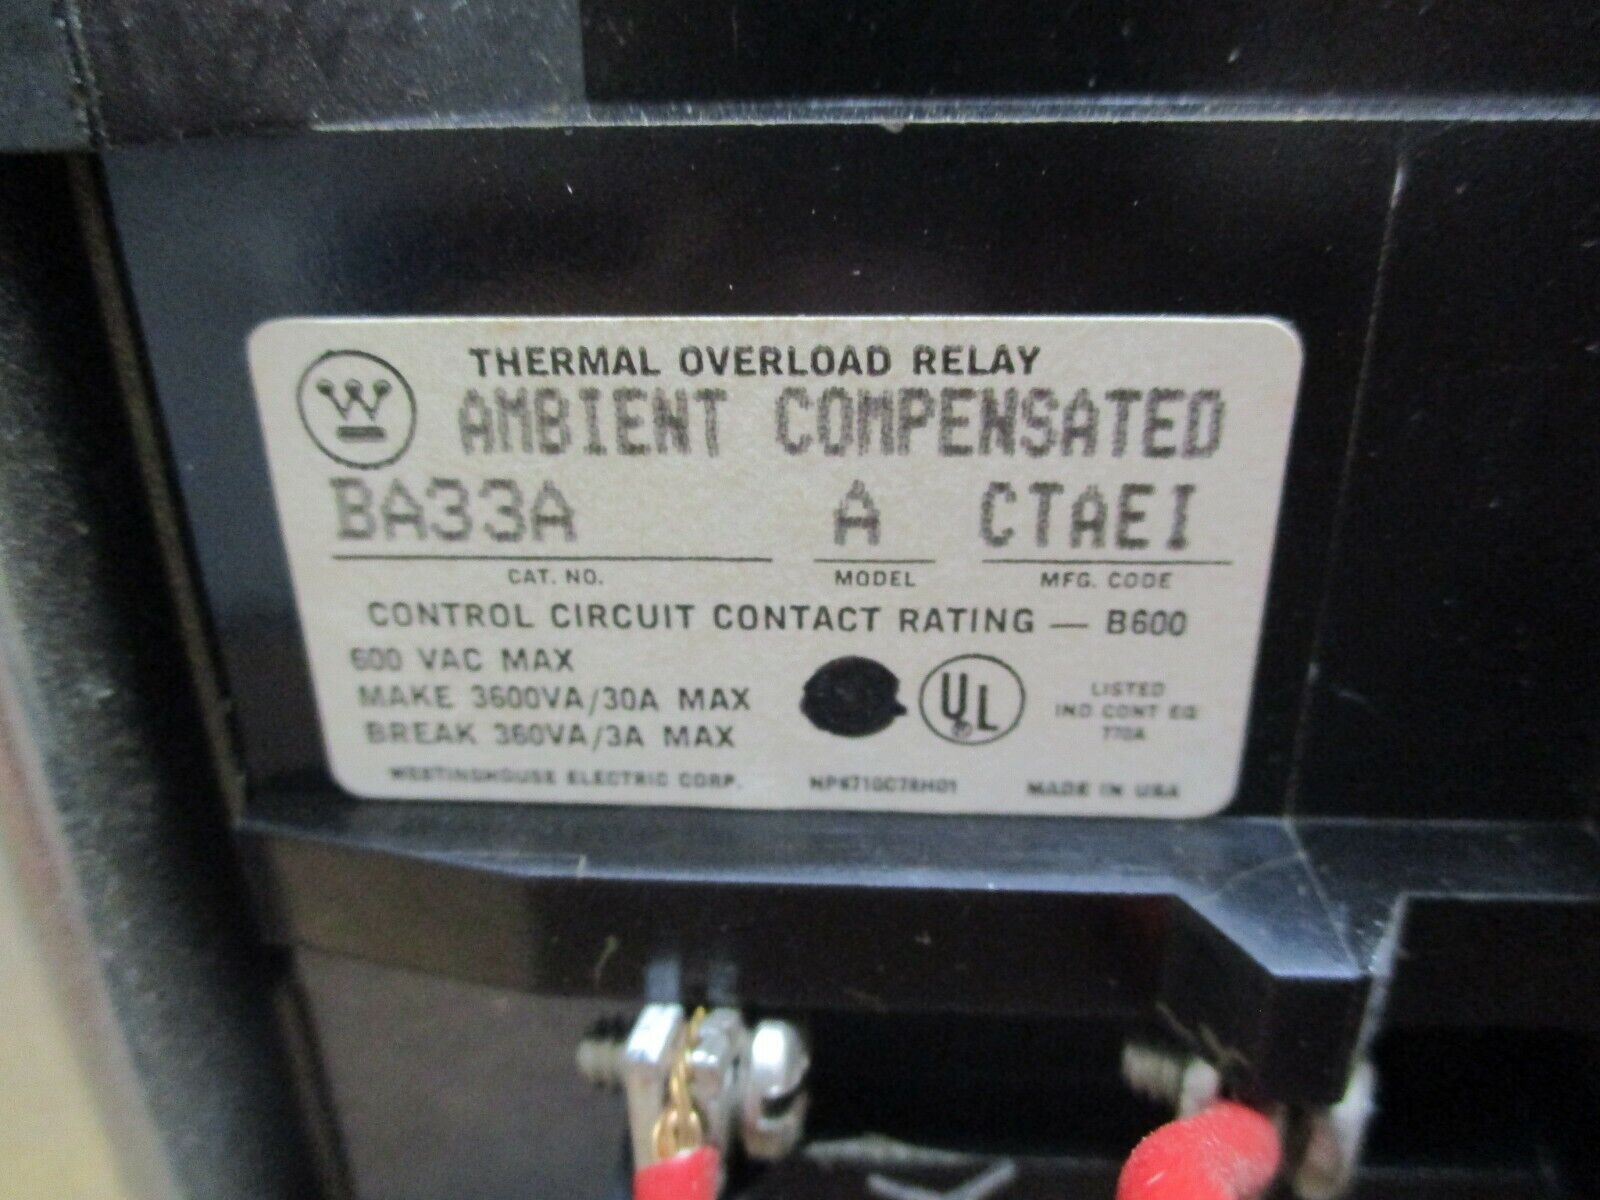 THERMAL OVERLOAD RELAY
W AMBIENT COMPENSATED
BA33A A CTAEI
CAT. NO. MODEL MFG. CODE
CONTROL CIRCUIT CONTACT RATING — B600
600 VAC MAX
MAKE 3600VA/30A MAX
BREAK 360VA/3A MAX
UL ®
LISTED
IND CONT EQ
770A
WESTINGHOUSE ELECTRIC CORP. MADE IN USA